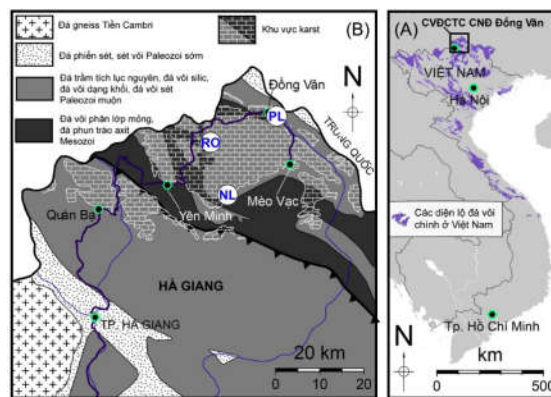 Đá gneiss Tiền Cambri
Đá phiến sét, sét vôi Paleozoi sớm
Đá trầm tích lục nguyên, đá vôi silic,
đá vôi dạng khối, đá vôi sét
Paleozoi muộn
Đá vôi phân lớp mỏng,
đá phun trào axit
Mesozoi
Khu vực karst
(B)
Đồng Văn
N
PL
TRUNG QUỐC
RO
NL
Mèo Vạc
Yên Minh
Quản Bạ
HÀ GIANG
TP. HÀ GIANG
20 km
0
10
20
(A)
CVĐCTC CNĐ Đồng Văn
VIỆT NAM
Hà Nội
Các diện lộ đá vôi
chính ở Việt Nam
Tp. Hồ Chí Minh
N
km
0
500